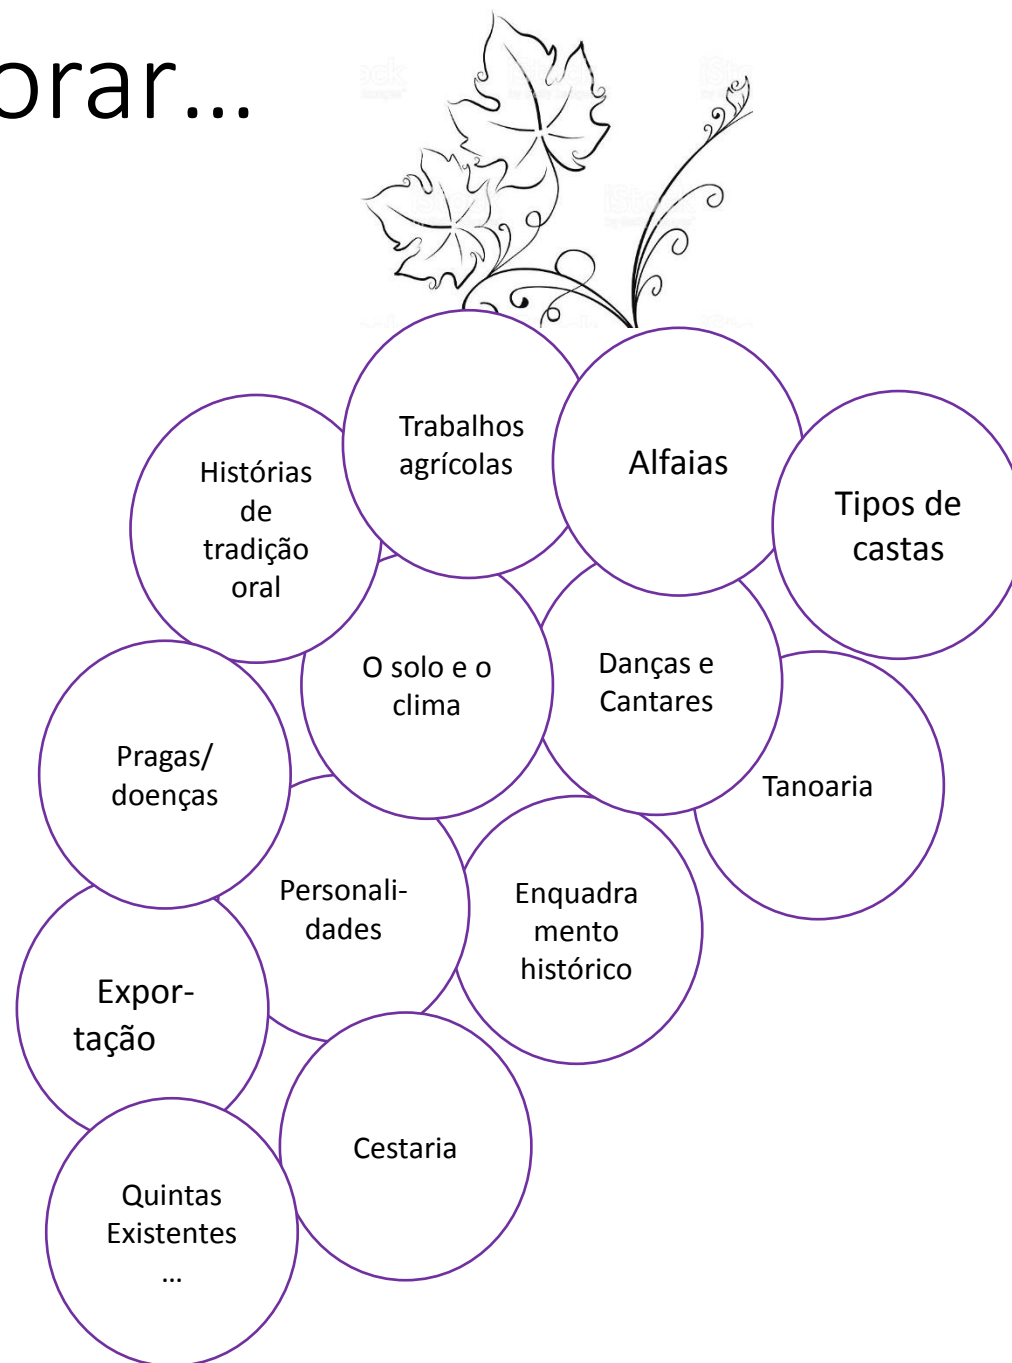 orar...
Trabalhos
agrícolas
Alfaias
Histórias
de
tradição
oral
Tipos de
castas
O solo e o
clima
Danças e
Cantares
Pragas/
doenças
Tanoaria
Personali-
dades
Enquadra
mento
histórico
Expor-
tação
Cestaria
Quintas
Existentes
...